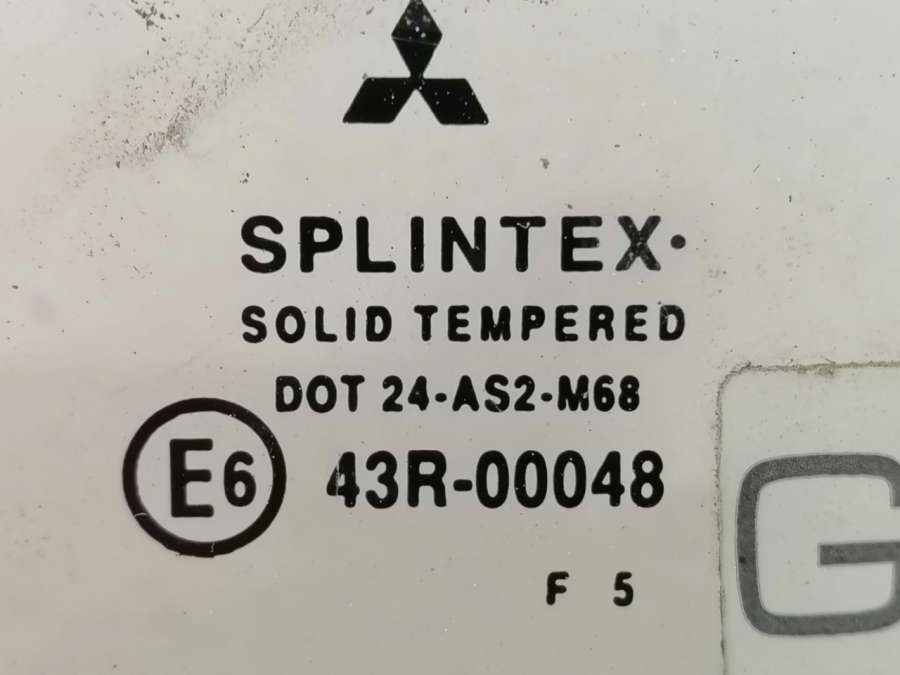 SPLINTEX·
SOLID TEMPERED
DOT 24-AS2-M68
E6 43R-00048
F 5
G